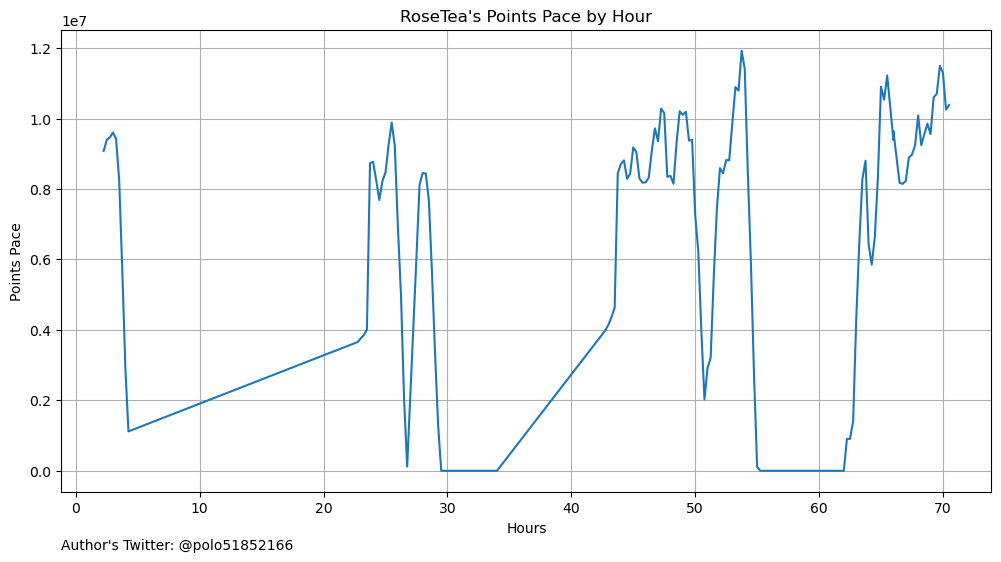 RoseTea's Points Pace by Hour
1e7
1.2
1.0
0.8
0.6
0.4
0.2
0.0
Points Pace
0 10 20 30 40 50 60 70
Hours
Author's Twitter: @polo51852166